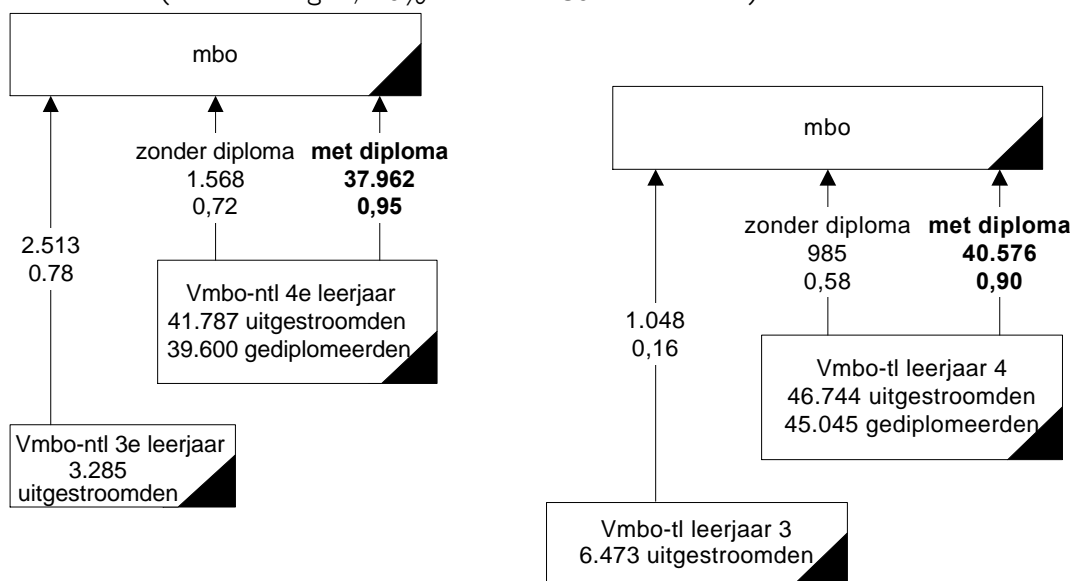 mbo
zonder diploma
1.568
0,72
met diploma
37.962
0,95
2.513
0.78
Vmbo-ntl 4e leerjaar
41.787 uitgestroomden
39.600 gediplomeerden
Vmbo-ntl 3e leerjaar
3.285
uitgestroomden
mbo
zonder diploma
985
0,58
met diploma
40.576
0,90
1.048
0,16
Vmbo-tl leerjaar 4
46.744 uitgestroomden
45.045 gediplomeerden
Vmbo-tl leerjaar 3
6.473 uitgestroomden